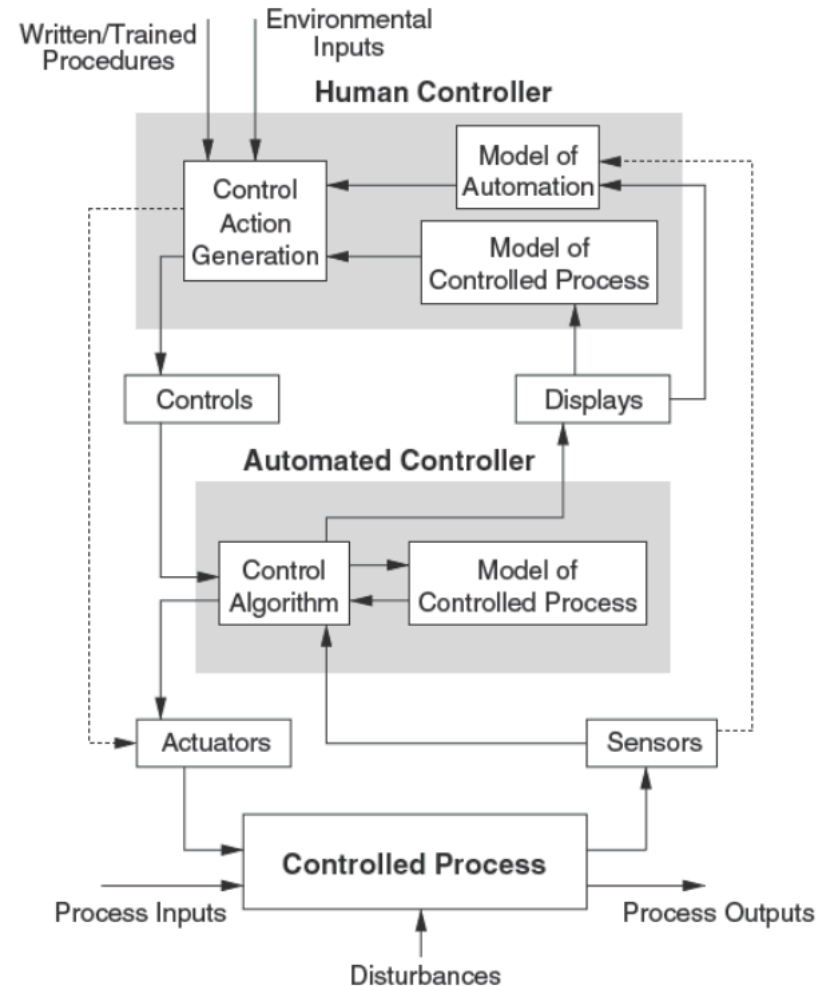 Written/Trained
Procedures
Environmental
Inputs
Human Controller
Control
Action
Generation
Model of
Automation
Model of
Controlled Process
Controls
Displays
Automated Controller
Control
Algorithm
Model of
Controlled Process
Actuators
Sensors
Controlled Process
Process Inputs
Process Outputs
Disturbances